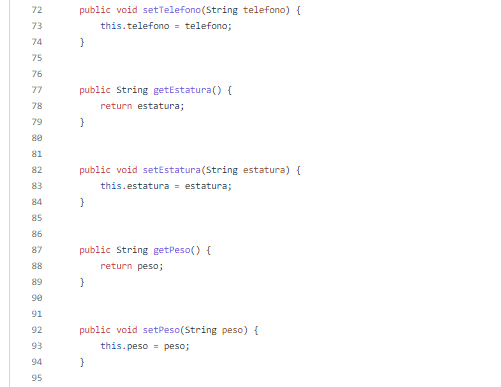 72 public void setTelefono(String telefono) {
73 this.telefono = telefono;
74 }
75
76
77 public String getEstatura() {
78 return estatura;
79 }
80
81
82 public void setEstatura(String estatura) {
83 this.estatura = estatura;
84 }
85
86
87 public String getPeso() {
88 return peso;
89 }
90
91
92 public void setPeso(String peso) {
93 this.peso = peso;
94 }
95